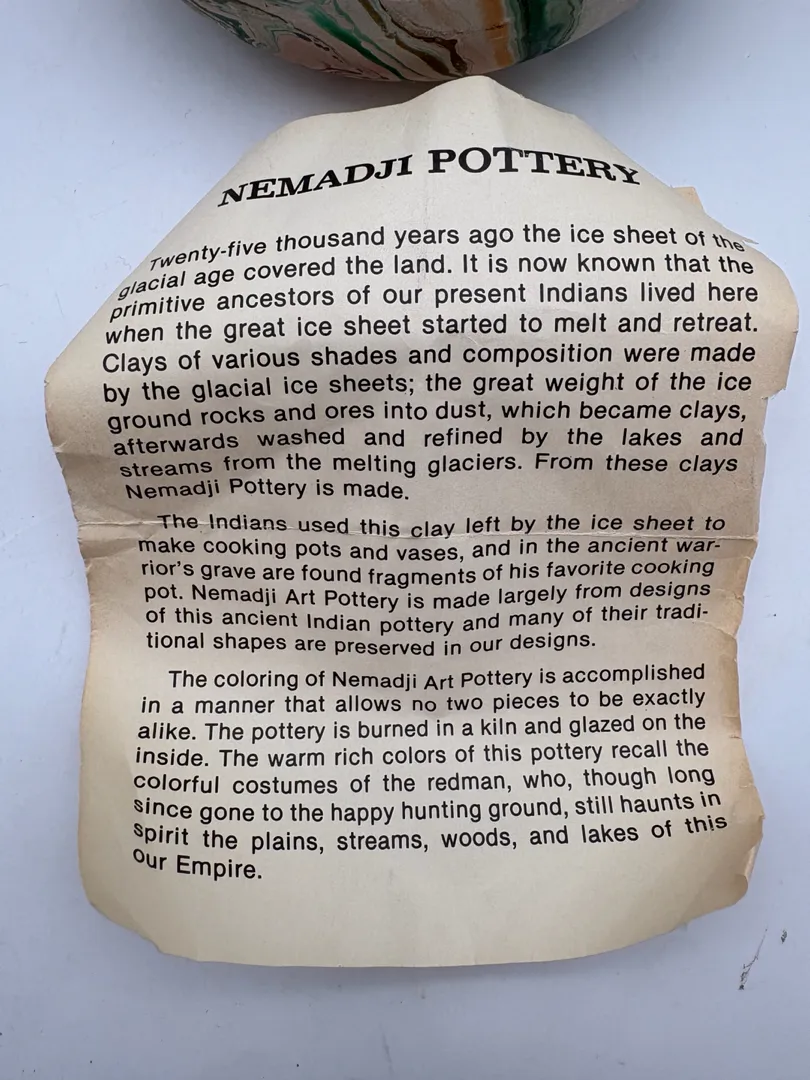 NEMADJI POTTERY
Twenty-five thousand years ago the ice sheet of the
glacial age covered the land. It is now known that the
primitive ancestors of our present Indians lived here
when the great ice sheet started to melt and retreat.
Clays of various shades and composition were made
by the glacial ice sheets; the great weight of the ice
ground rocks and ores into dust, which became clays,
afterwards washed and refined by the lakes and
streams from the melting glaciers. From these clays
Nemadji Pottery is made.
The Indians used this clay left by the ice sheet to
make cooking pots and vases, and in the ancient war-
rior's grave are found fragments of his favorite cooking
pot. Nemadji Art Pottery is made largely from designs
of this ancient Indian pottery and many of their tradi-
tional shapes are preserved in our designs.
The coloring of Nemadji Art Pottery is accomplished
in a manner that allows no two pieces to be exactly
alike. The pottery is burned in a kiln and glazed on the
inside. The warm rich colors of this pottery recall the
colorful costumes of the redman, who, though long
since gone to the happy hunting ground, still haunts in
spirit the plains, streams, woods, and lakes of this
our Empire.